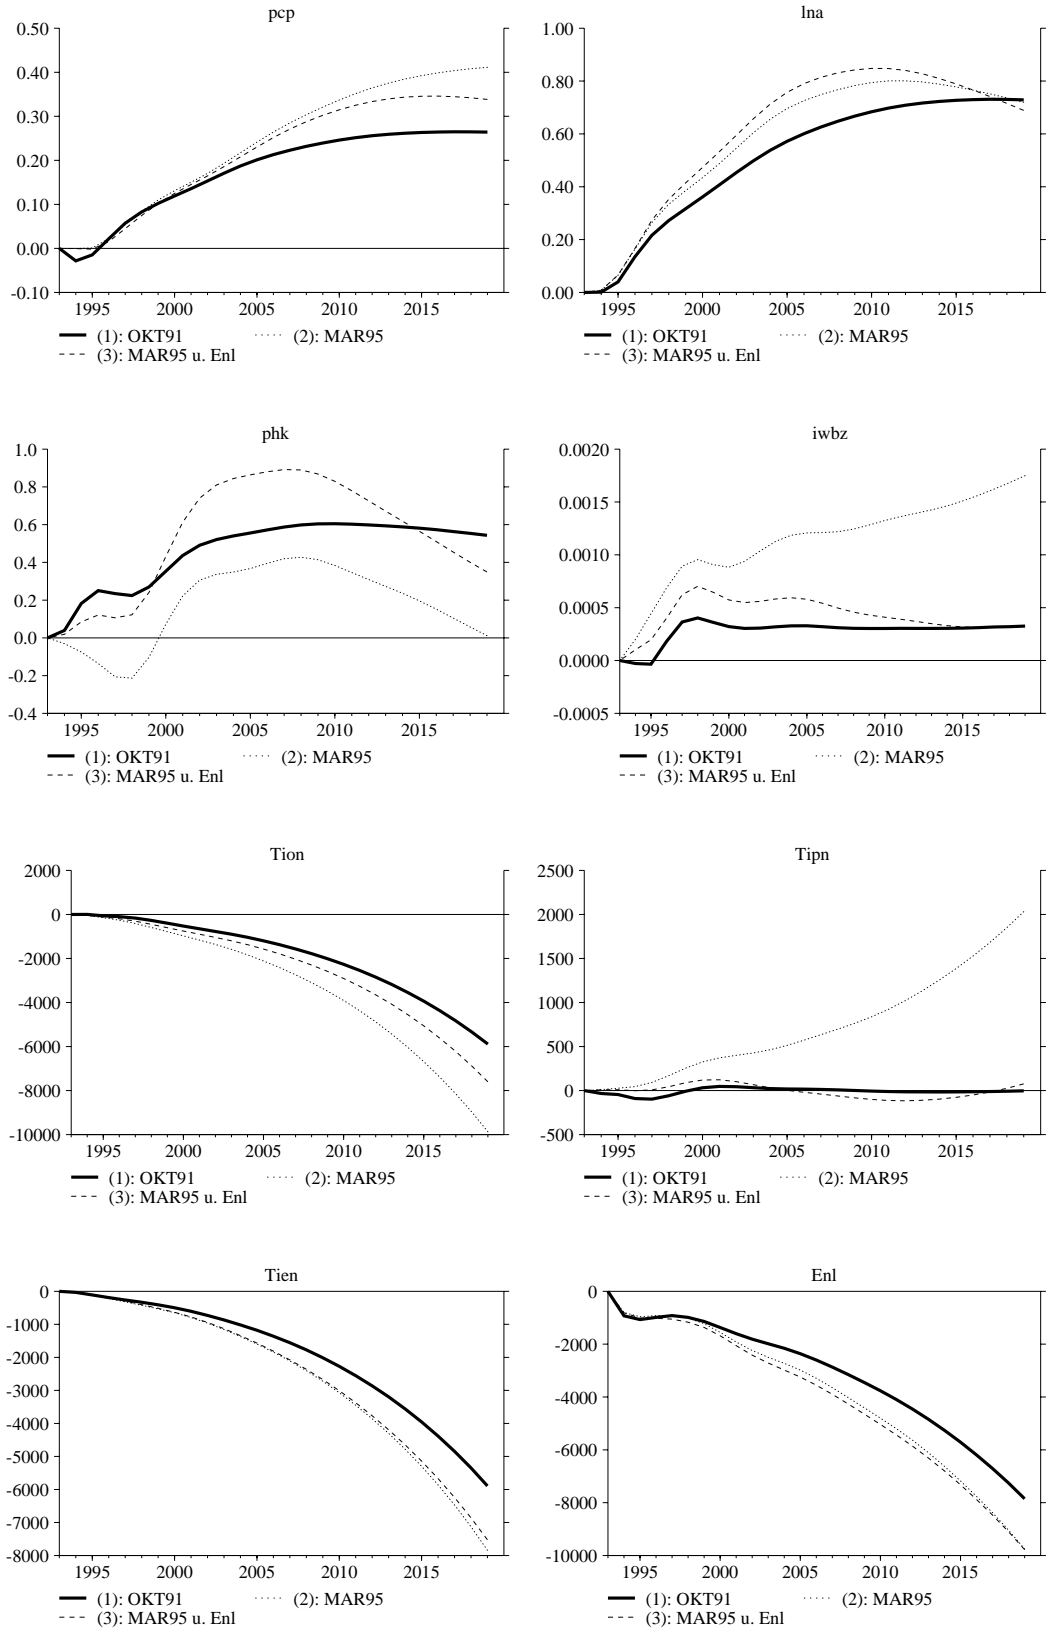 pcp
0.50
0.40
0.30
0.20
0.10
0.00
-0.10
1995 2000 2005 2010 2015
(1): OKT91 (2): MAR95
(3): MAR95 u. Enl
lna
1.00
0.80
0.60
0.40
0.20
0.00
1995 2000 2005 2010 2015
(1): OKT91 (2): MAR95
(3): MAR95 u. Enl
phk
1.0
0.8
0.6
0.4
0.2
0.0
-0.2
-0.4
1995 2000 2005 2010 2015
(1): OKT91 (2): MAR95
(3): MAR95 u. Enl
iwbz
0.0020
0.0015
0.0010
0.0005
0.0000
-0.0005
1995 2000 2005 2010 2015
(1): OKT91 (2): MAR95
(3): MAR95 u. Enl
Tion
2000
0
-2000
-4000
-6000
-8000
-10000
1995 2000 2005 2010 2015
(1): OKT91 (2): MAR95
(3): MAR95 u. Enl
Tipn
2500
2000
1500
1000
500
0
-500
1995 2000 2005 2010 2015
(1): OKT91 (2): MAR95
(3): MAR95 u. Enl
Tien
0
-1000
-2000
-3000
-4000
-5000
-6000
-7000
-8000
1995 2000 2005 2010 2015
(1): OKT91 (2): MAR95
(3): MAR95 u. Enl
Enl
0
-2000
-4000
-6000
-8000
-10000
1995 2000 2005 2010 2015
(1): OKT91 (2): MAR95
(3): MAR95 u. Enl